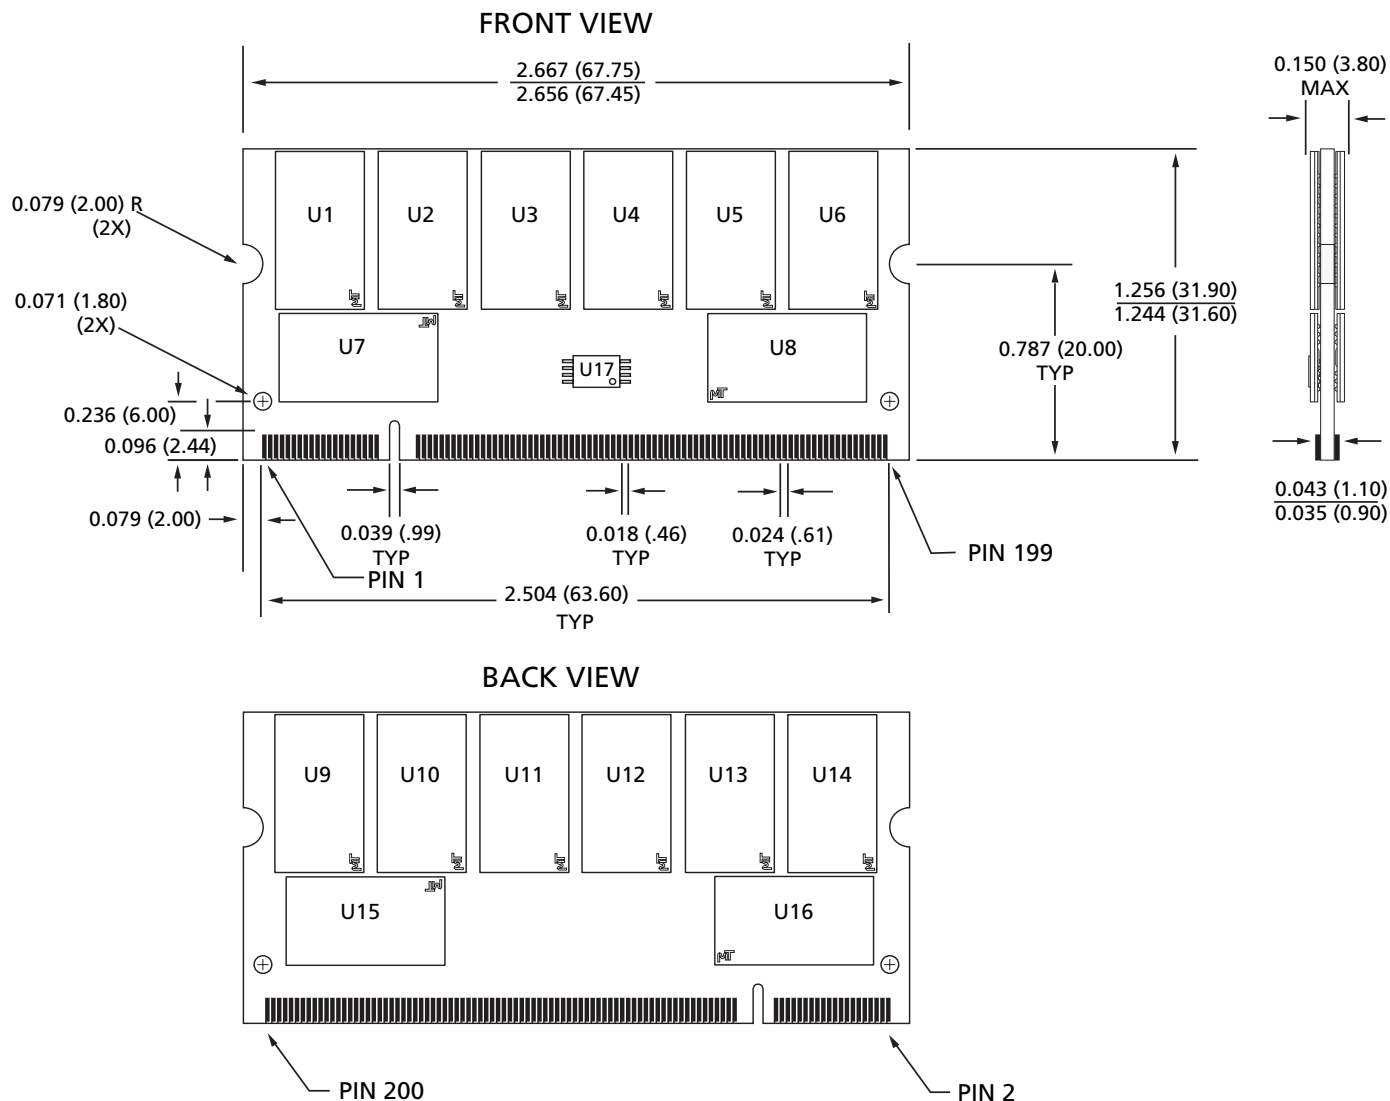 FRONT VIEW
2.667 (67.75)
2.656 (67.45)
0.150 (3.80)
MAX
0.079 (2.00) R
(2X)
U1 U2 U3 U4 U5 U6
0.071 (1.80)
(2X)
1.256 (31.90)
1.244 (31.60)
U7 U8
U17
0.787 (20.00)
TYP
0.236 (6.00)
0.096 (2.44)
0.079 (2.00)
0.039 (.99)
TYP
0.018 (.46)
TYP
0.024 (.61)
TYP
0.043 (1.10)
0.035 (0.90)
PIN 199
PIN 1
2.504 (63.60)
TYP
BACK VIEW
U9 U10 U11 U12 U13 U14
U15 U16
PIN 200
PIN 2